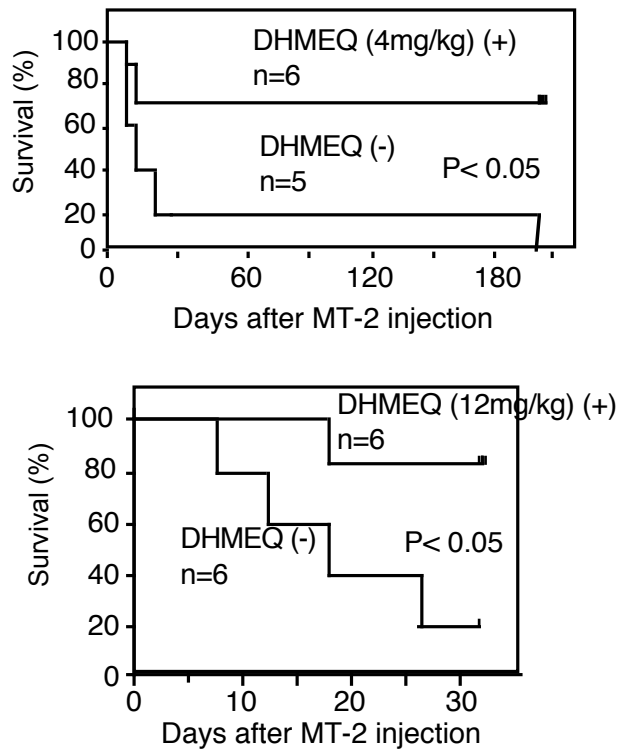 100
80
60
40
20
0
Survival (%)
DHMEQ (4mg/kg) (+)
n=6
DHMEQ (-)
n=5
P< 0.05
0 60 120 180
Days after MT-2 injection
100
80
60
40
20
0
Survival (%)
DHMEQ (12mg/kg) (+)
n=6
DHMEQ (-)
n=6
P< 0.05
0 10 20 30
Days after MT-2 injection